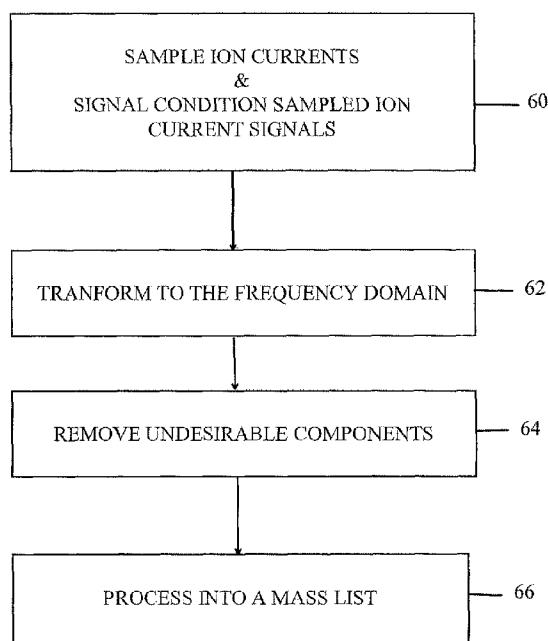 SAMPLE ION CURRENTS
&
SIGNAL CONDITION SAMPLED ION
CURRENT SIGNALS
60
TRANFORM TO THE FREQUENCY DOMAIN
62
REMOVE UNDESIRABLE COMPONENTS
64
PROCESS INTO A MASS LIST
66